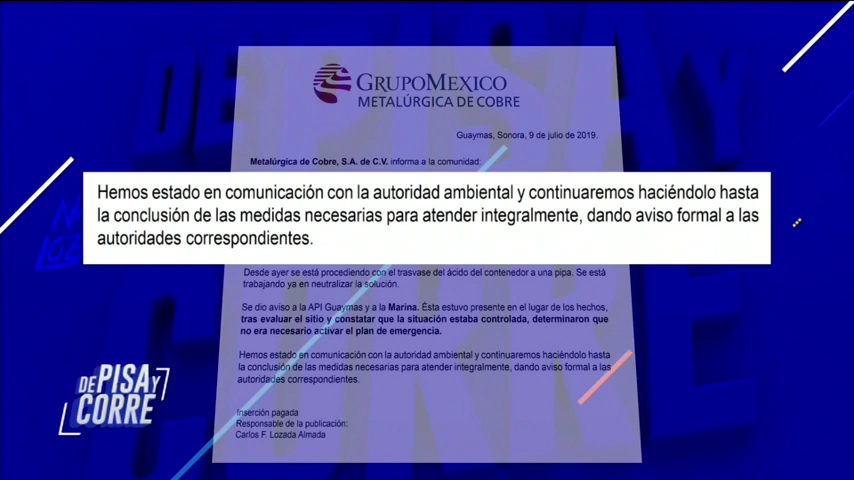 GRUPOMEXICO
METALÚRGICA DE COBRE
Guaymas, Sonora, 9 de julio de 2019.
Metalúrgica de Cobre, S.A. de C.V. informa a la comunidad:
Hemos estado en comunicación con la autoridad ambiental y continuaremos haciéndolo hasta
la conclusión de las medidas necesarias para atender integralmente, dando aviso formal a las
autoridades correspondientes.
Desde ayer se está procediendo con el trasvase del ácido del contenedor a una pipa. Se está
trabajando ya en neutralizar la solución.
Se dio aviso a la API Guaymas y a la Marina. Ésta estuvo presente en el lugar de los hechos,
tras evaluar el sitio y constatar que la situación estaba controlada, determinaron que
no era necesario activar el plan de emergencia.
Hemos estado en comunicación con la autoridad ambiental y continuaremos haciéndolo hasta
la conclusión de las medidas necesarias para atender integralmente, dando aviso formal a las
autoridades correspondientes.
Inserción pagada
Responsable de la publicación:
Carlos F. Lozada Almada
DE PISA Y
CORRE
DE PISA Y
CORRE